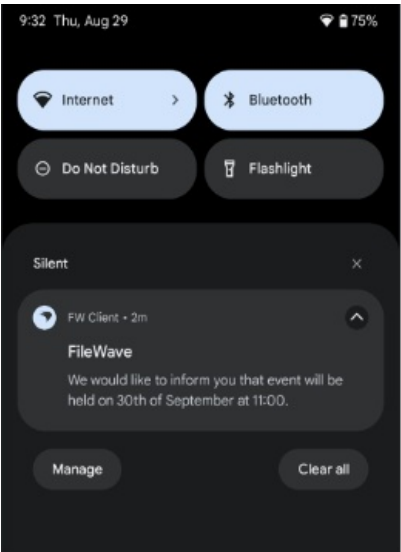 9:32 Thu, Aug 29 75%
Internet Bluetooth
Do Not Disturb Flashlight
Silent
FW Client • 2m
FileWave
We would like to inform you that event will be
held on 30th of September at 11:00.
Manage Clear all